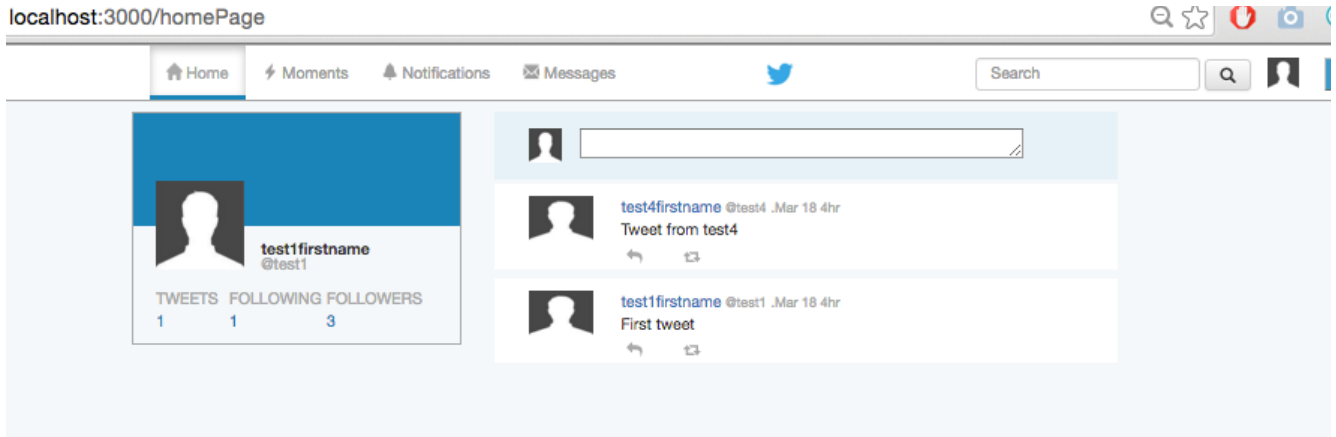 localhost:3000/homePage
Home Moments Notifications Messages Search
test1firstname
@test1
TWEETS FOLLOWING FOLLOWERS
1 1 3
test4firstname @test4 .Mar 18 4hr
Tweet from test4
test1firstname @test1 .Mar 18 4hr
First tweet